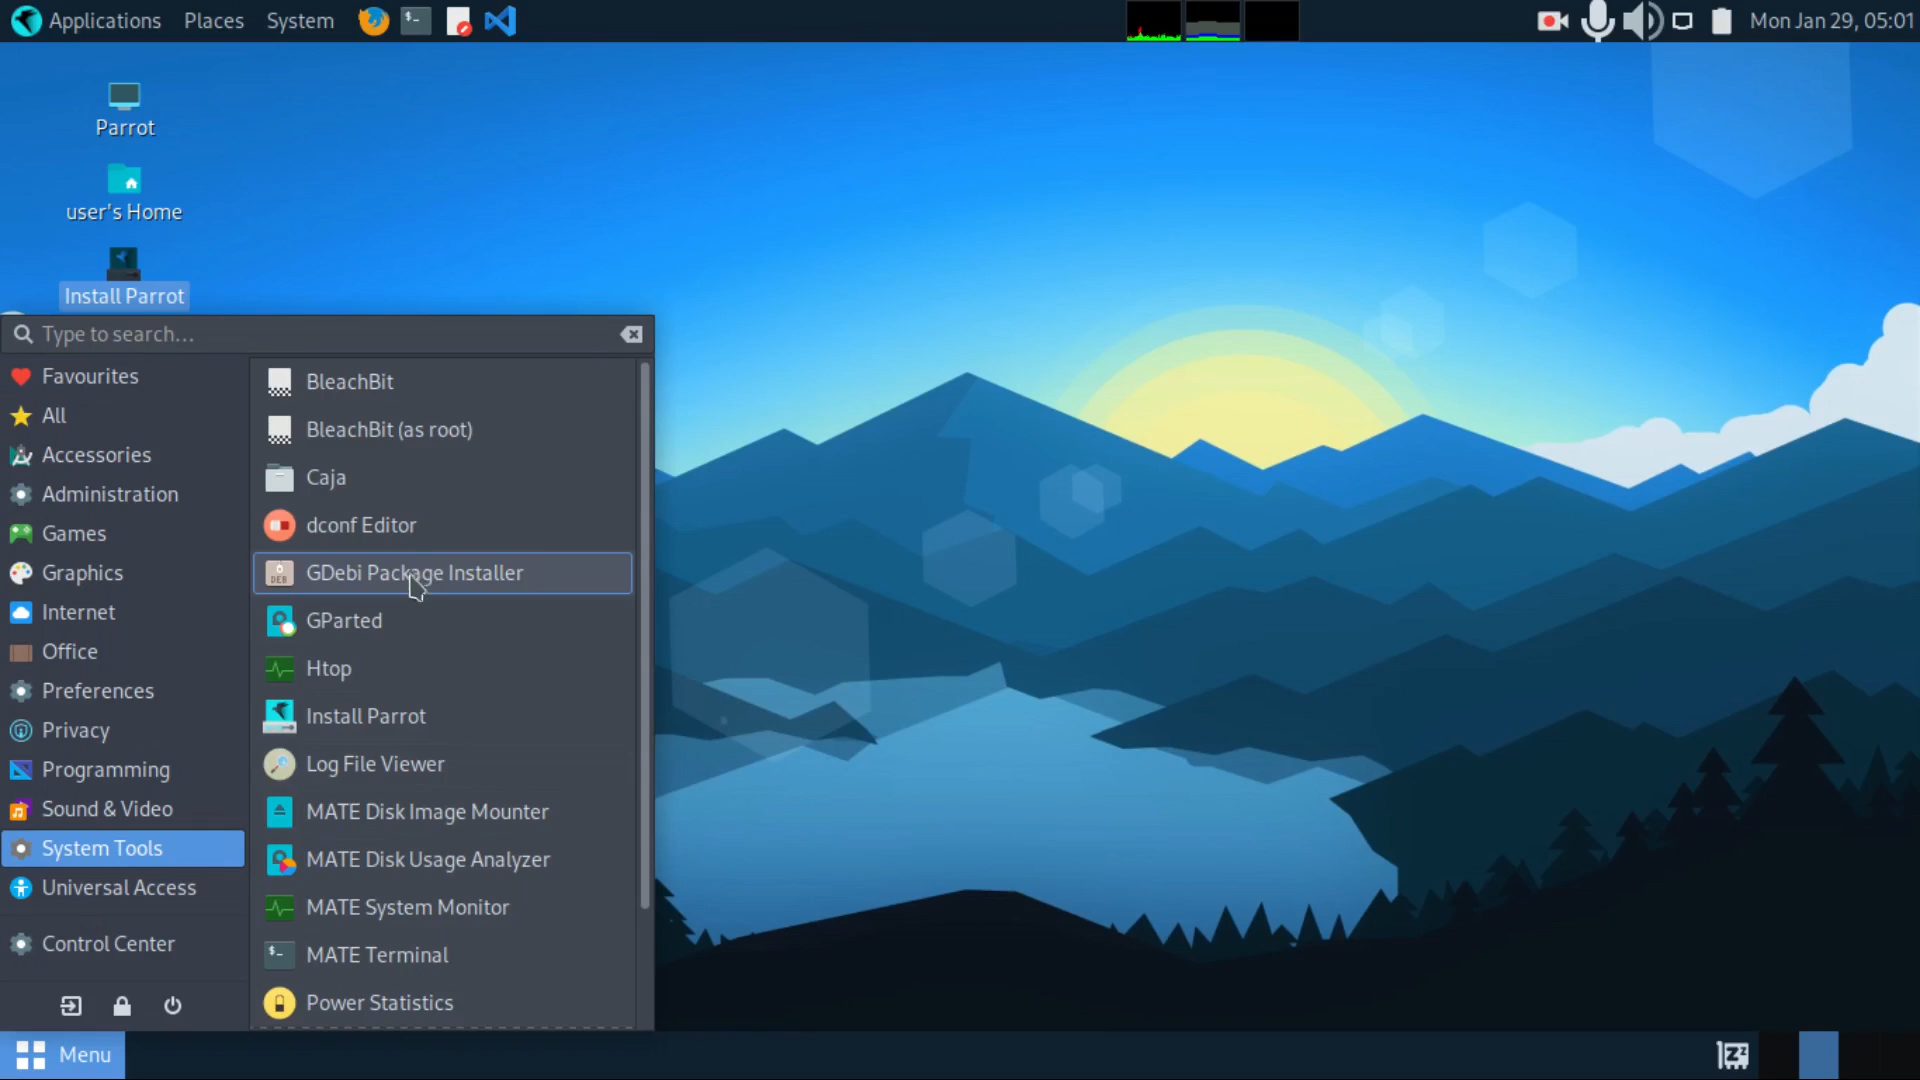 Applications Places System
Mon Jan 29, 05:01
Parrot
user's Home
Install Parrot
Type to search...
Favourites
All
Accessories
Administration
Games
Graphics
Internet
Office
Preferences
Privacy
Programming
Sound & Video
System Tools
Universal Access
Control Center
BleachBit
BleachBit (as root)
Caja
dconf Editor
DEB
GDebi Package Installer
GParted
Htop
Install Parrot
Log File Viewer
MATE Disk Image Mounter
MATE Disk Usage Analyzer
MATE System Monitor
MATE Terminal
Power Statistics
Menu